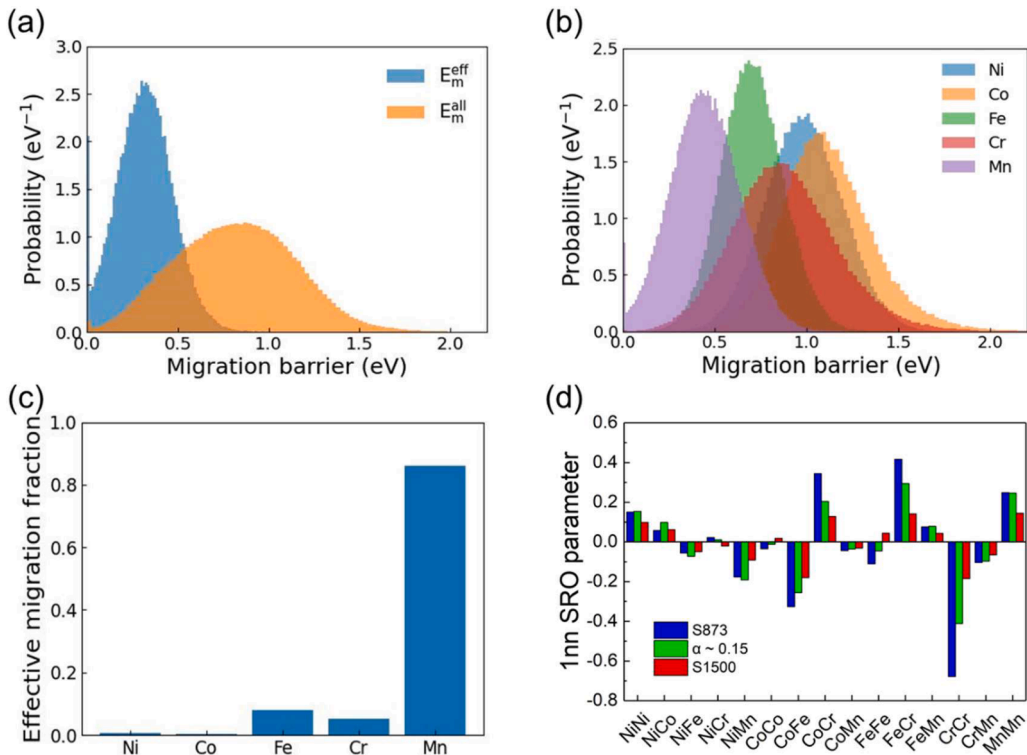 (a)
3.0
2.5
2.0
1.5
1.0
0.5
0.0
Probability (eV⁻¹)
E_m^eff
E_m^all
0.0 0.5 1.0 1.5 2.0
Migration barrier (eV)
(b)
2.5
2.0
1.5
1.0
0.5
0.0
Probability (eV⁻¹)
Ni
Co
Fe
Cr
Mn
0.0 0.5 1.0 1.5 2.0
Migration barrier (eV)
(c)
1.0
0.8
0.6
0.4
0.2
0.0
Effective migration fraction
Ni Co Fe Cr Mn
(d)
0.6
0.4
0.2
0.0
-0.2
-0.4
-0.6
-0.8
1nn SRO parameter
S873
α ~ 0.15
S1500
NiNi
NiCo
NiFe
NiCr
NiMn
CoCo
CoFe
CoCr
CoMn
FeFe
FeCr
FeMn
CrCr
CrMn
MnMn